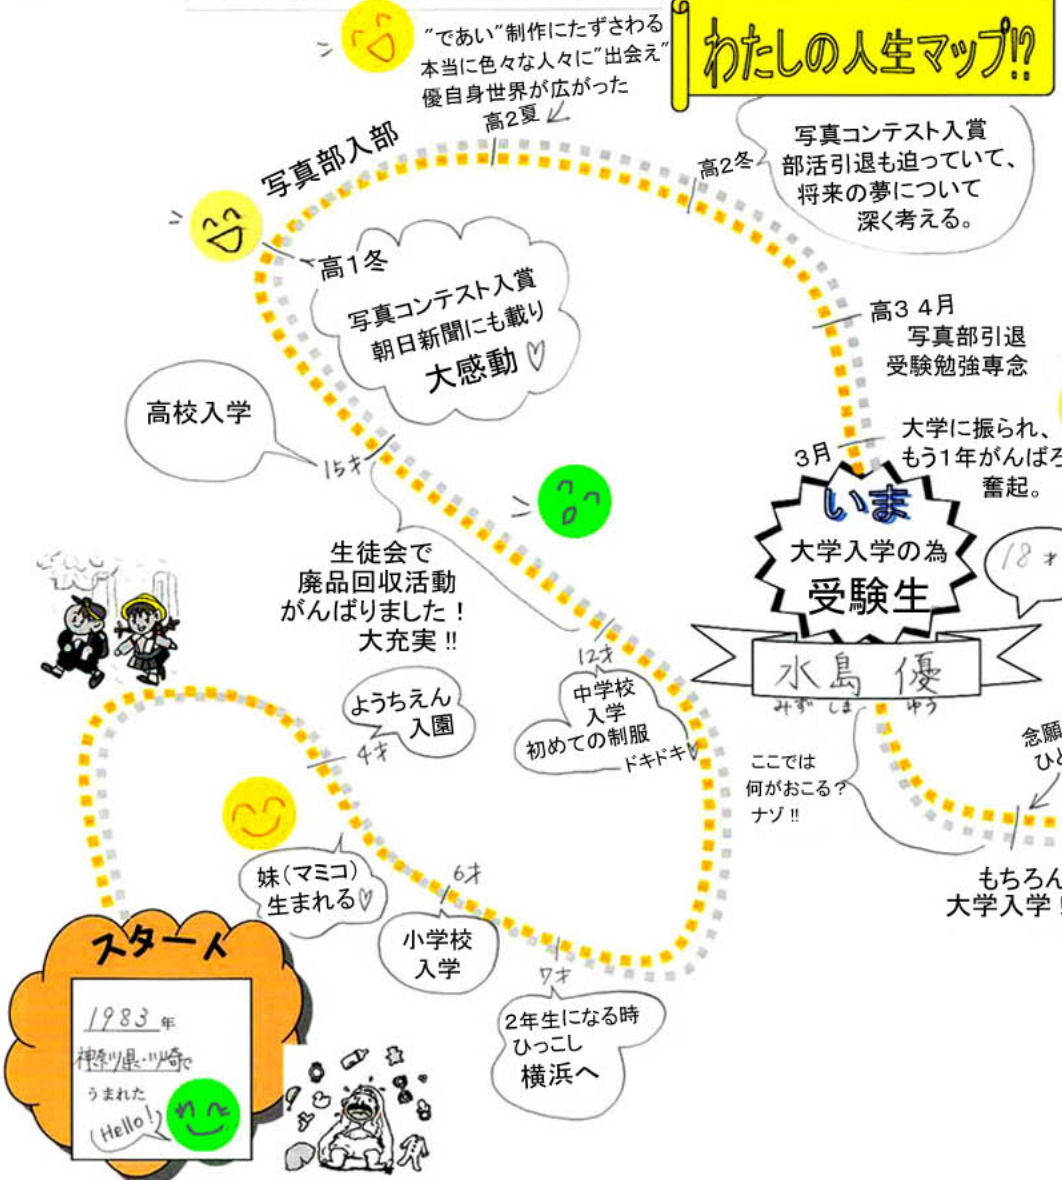 わたしの人生マップ!?
"であい"制作にたずさわる
本当に色々な人々に"出会え"
優自身世界が広がった
高2夏
写真部入部
高2冬
写真コンテスト入賞
部活引退も迫っていて、
将来の夢について
深く考える。
高1冬
写真コンテスト入賞
朝日新聞にも載り
大感動♡
高3 4月
写真部引退
受験勉強専念
高校入学
15才
3月
大学に振られ、
もう1年がんばろ
奮起。
いま
大学入学の為
受験生
18才
水島 優
みずしま ゆう
生徒会で
廃品回収活動
がんばりました!
大充実!!
12才
中学校
入学
初めての制服
ドキドキ♡
ようちえん
入園
4才
ここでは
何がおこる?
ナゾ!!
念願
ひと
もちろん
大学入学!
妹(マミコ)
生まれる♡
6才
小学校
入学
7才
2年生になる時
ひっこし
横浜へ
スタート
1983年
神奈川県・川崎で
うまれた
Hello!